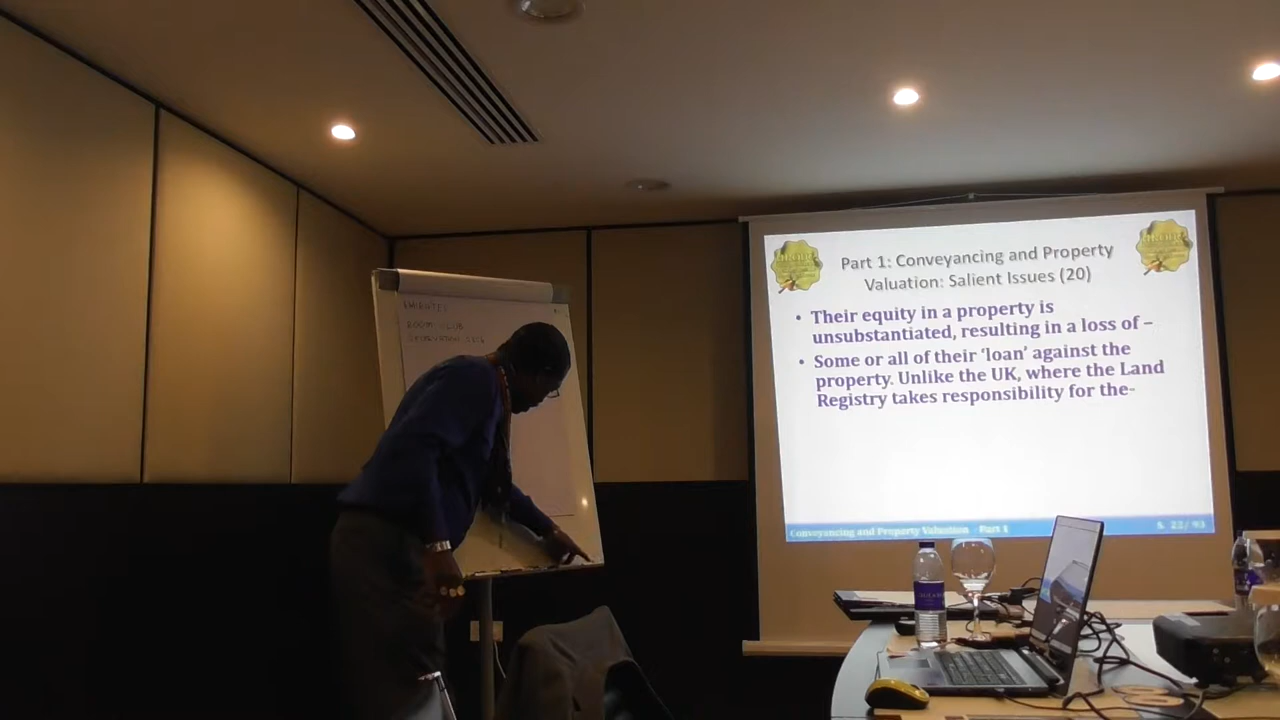 Part 1: Conveyancing and Property
Valuation: Salient Issues (20)
• Their equity in a property is
unsubstantiated, resulting in a loss of –
• Some or all of their ‘loan’ against the
property. Unlike the UK, where the Land
Registry takes responsibility for the-
Conveyancing and Property Valuation - Part 1
S. 22/ 93